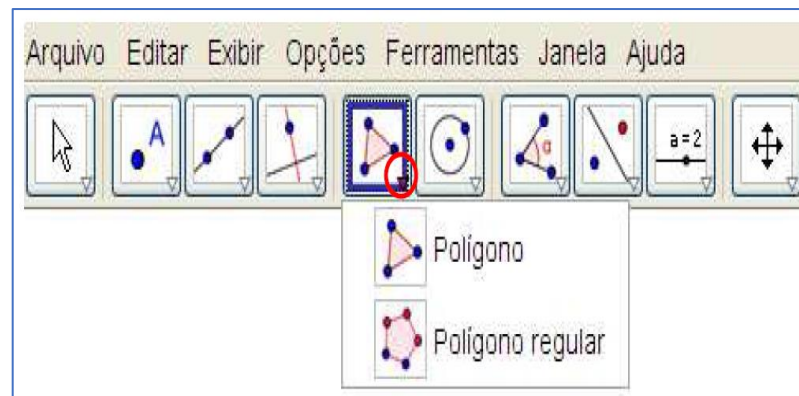 Arquivo Editar Exibir Opções Ferramentas Janela Ajuda
A α a = 2
Polígono
Polígono regular